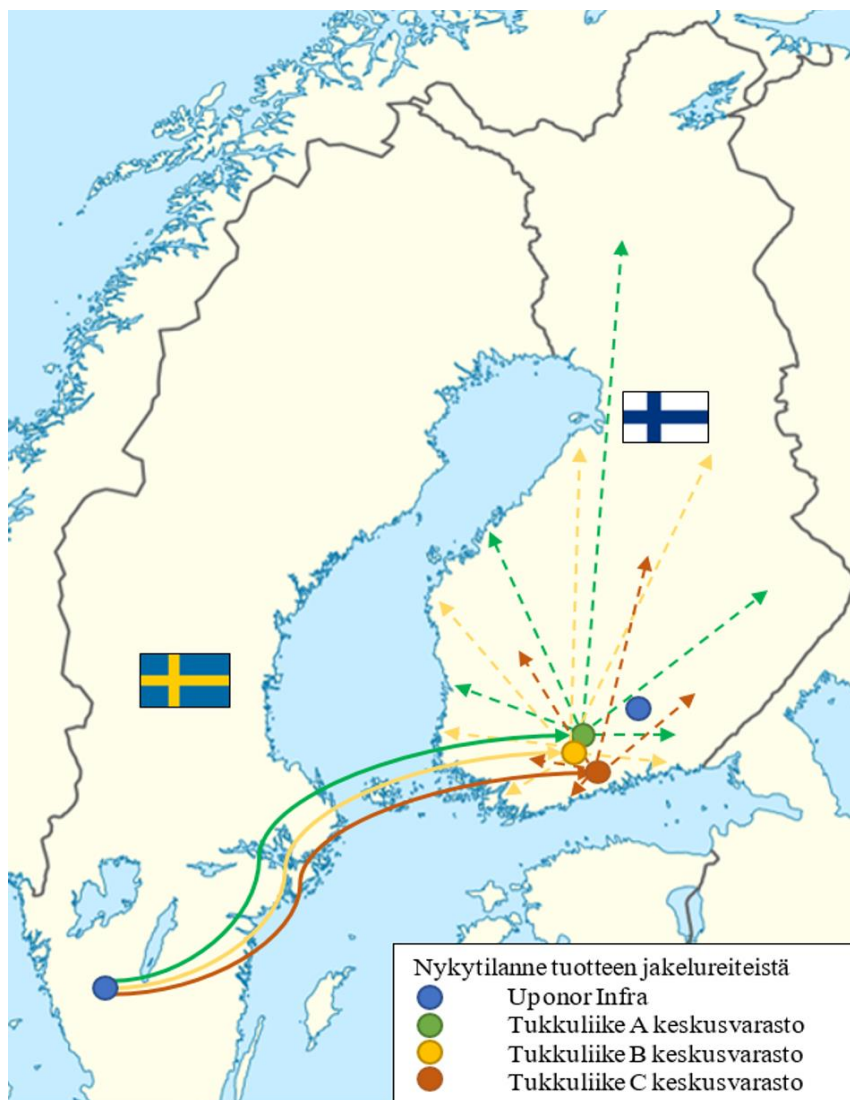 Nykytilanne tuotteen jakelureiteistä
Uponor Infra
Tukkuliike A keskusvarasto
Tukkuliike B keskusvarasto
Tukkuliike C keskusvarasto